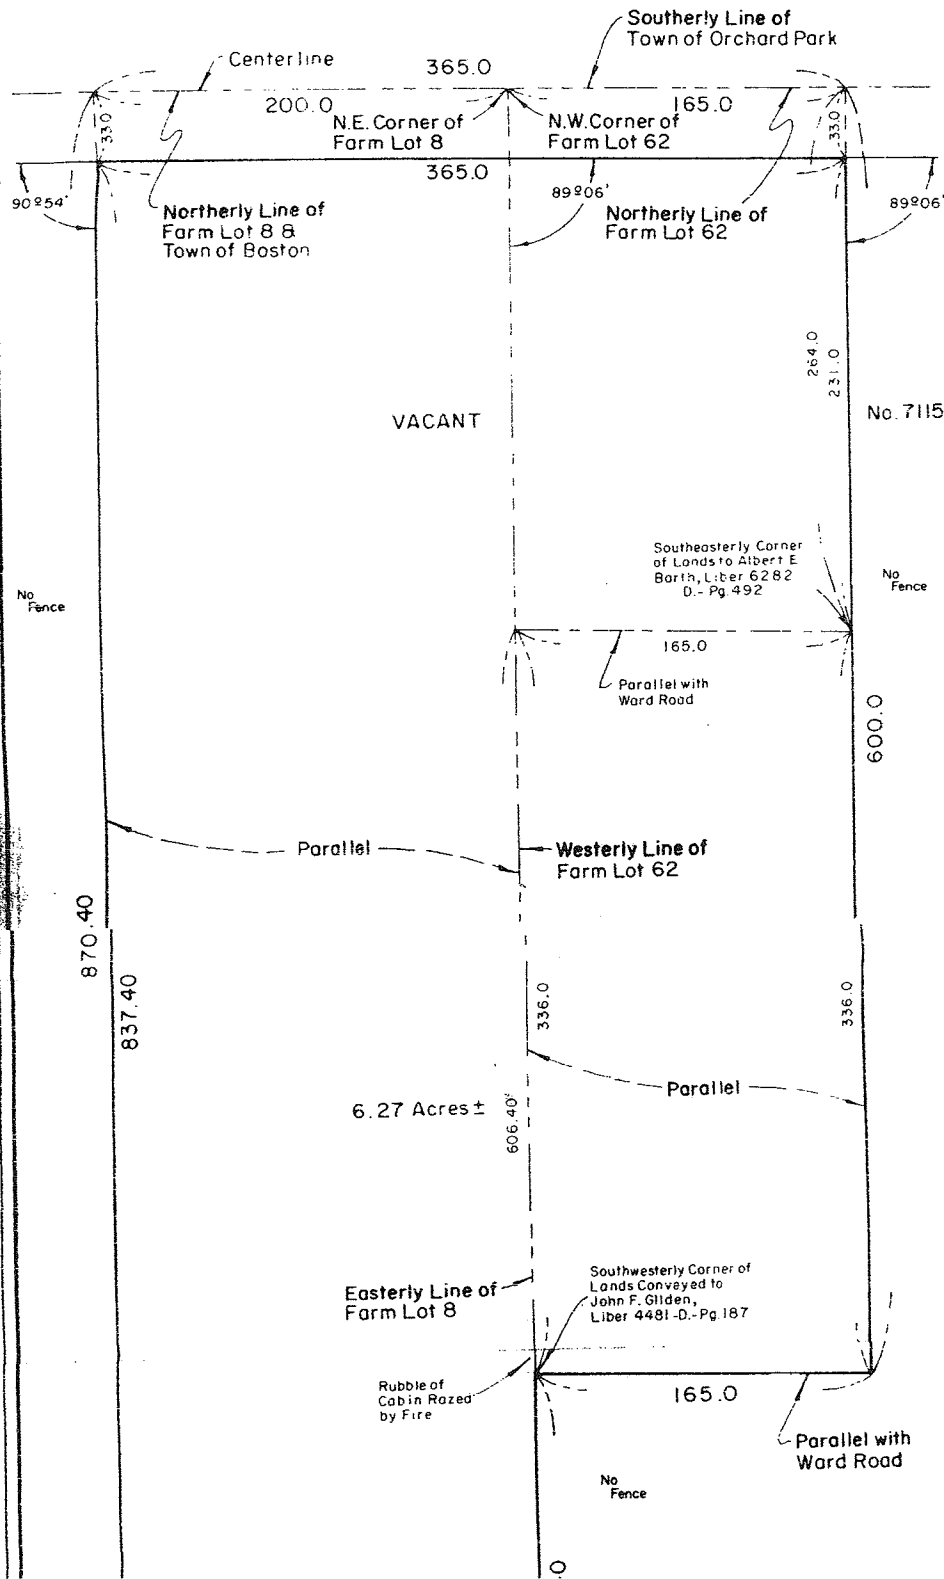 Southerly Line of
Town of Orchard Park
Centerline
365.0
200.0
165.0
33.0
N.E. Corner of
Farm Lot 8
N.W. Corner of
Farm Lot 62
33.0
365.0
90º54'
89º06'
89º06'
Northerly Line of
Farm Lot 8 &
Town of Boston
Northerly Line of
Farm Lot 62
264.0
231.0
VACANT
No. 7115
Southeasterly Corner
of Lands to Albert E
Barth, Liber 6282
D.- Pg. 492
No
Fence
No
Fence
165.0
Parallel with
Ward Road
600.0
Parallel
Westerly Line of
Farm Lot 62
870.40
837.40
336.0
336.0
Parallel
6.27 Acres ±
606.40
Easterly Line of
Farm Lot 8
Southwesterly Corner of
Lands Conveyed to
John F. Gilden,
Liber 4481-D.-Pg. 187
Rubble of
Cabin Razed
by Fire
165.0
Parallel with
Ward Road
No
Fence